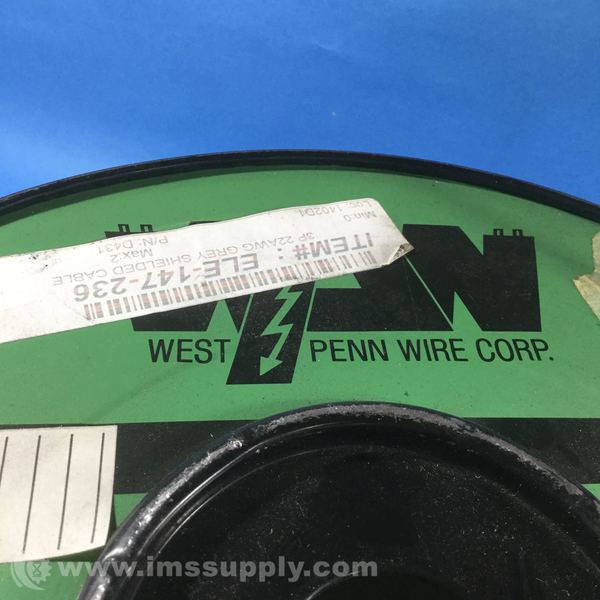 Loc: 1402D1
Min:0
Max:2
P/N: D431
3P 22AWG GREY SHIELDED CABLE
ITEM#: ELE-147-236
WEST PENN WIRE CORP.
www.imssupply.com